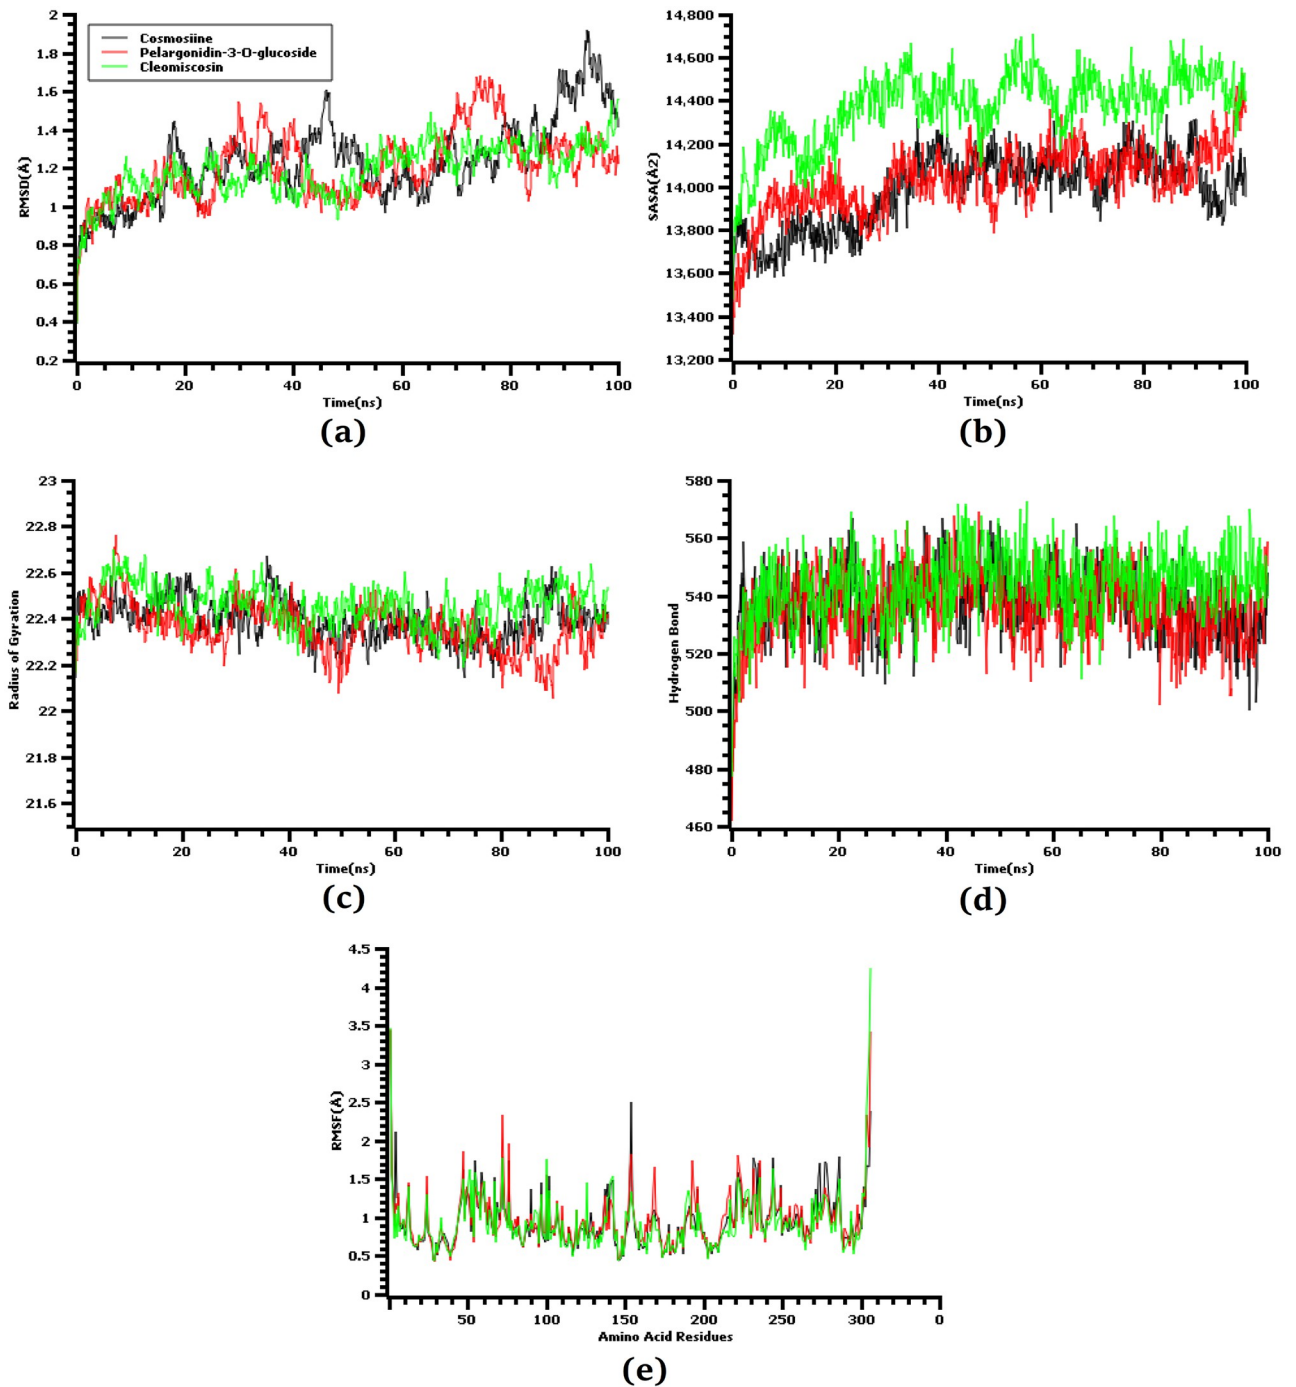 2
1.8
1.6
1.4
1.2
1
0.8
0.6
0.4
0.2
RMSD(Å)
Cosmosiine
Pelargonidin-3-O-glucoside
Cleomiscosin
0 20 40 60 80 100
Time(ns)
(a)
14,800
14,600
14,400
14,200
14,000
13,800
13,600
13,400
13,200
SASA(Å2)
0 20 40 60 80 100
Time(ns)
(b)
23
22.8
22.6
22.4
22.2
22
21.8
21.6
Radius of Gyration
0 20 40 60 80 100
Time(ns)
(c)
580
560
540
520
500
480
460
Hydrogen Bond
0 20 40 60 80 100
Time(ns)
(d)
4.5
4
3.5
3
2.5
2
1.5
1
0.5
0
RMSF(Å)
50 100 150 200 250 300 0
Amino Acid Residues
(e)